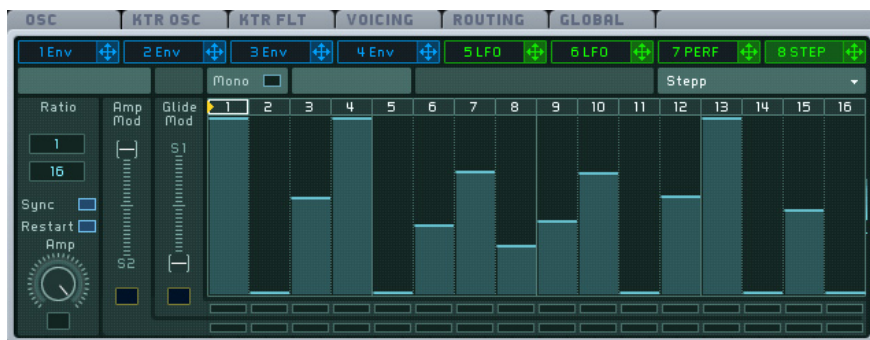 OSC KTR OSC KTR FLT VOICING ROUTING GLOBAL
1 Env 2 Env 3 Env 4 Env 5 LFO 6 LFO 7 PERF 8 STEP
Mono Stepp
Ratio Amp Mod Glide Mod 1 2 3 4 5 6 7 8 9 10 11 12 13 14 15 16
1 S1
16
Sync
Restart
Amp S2